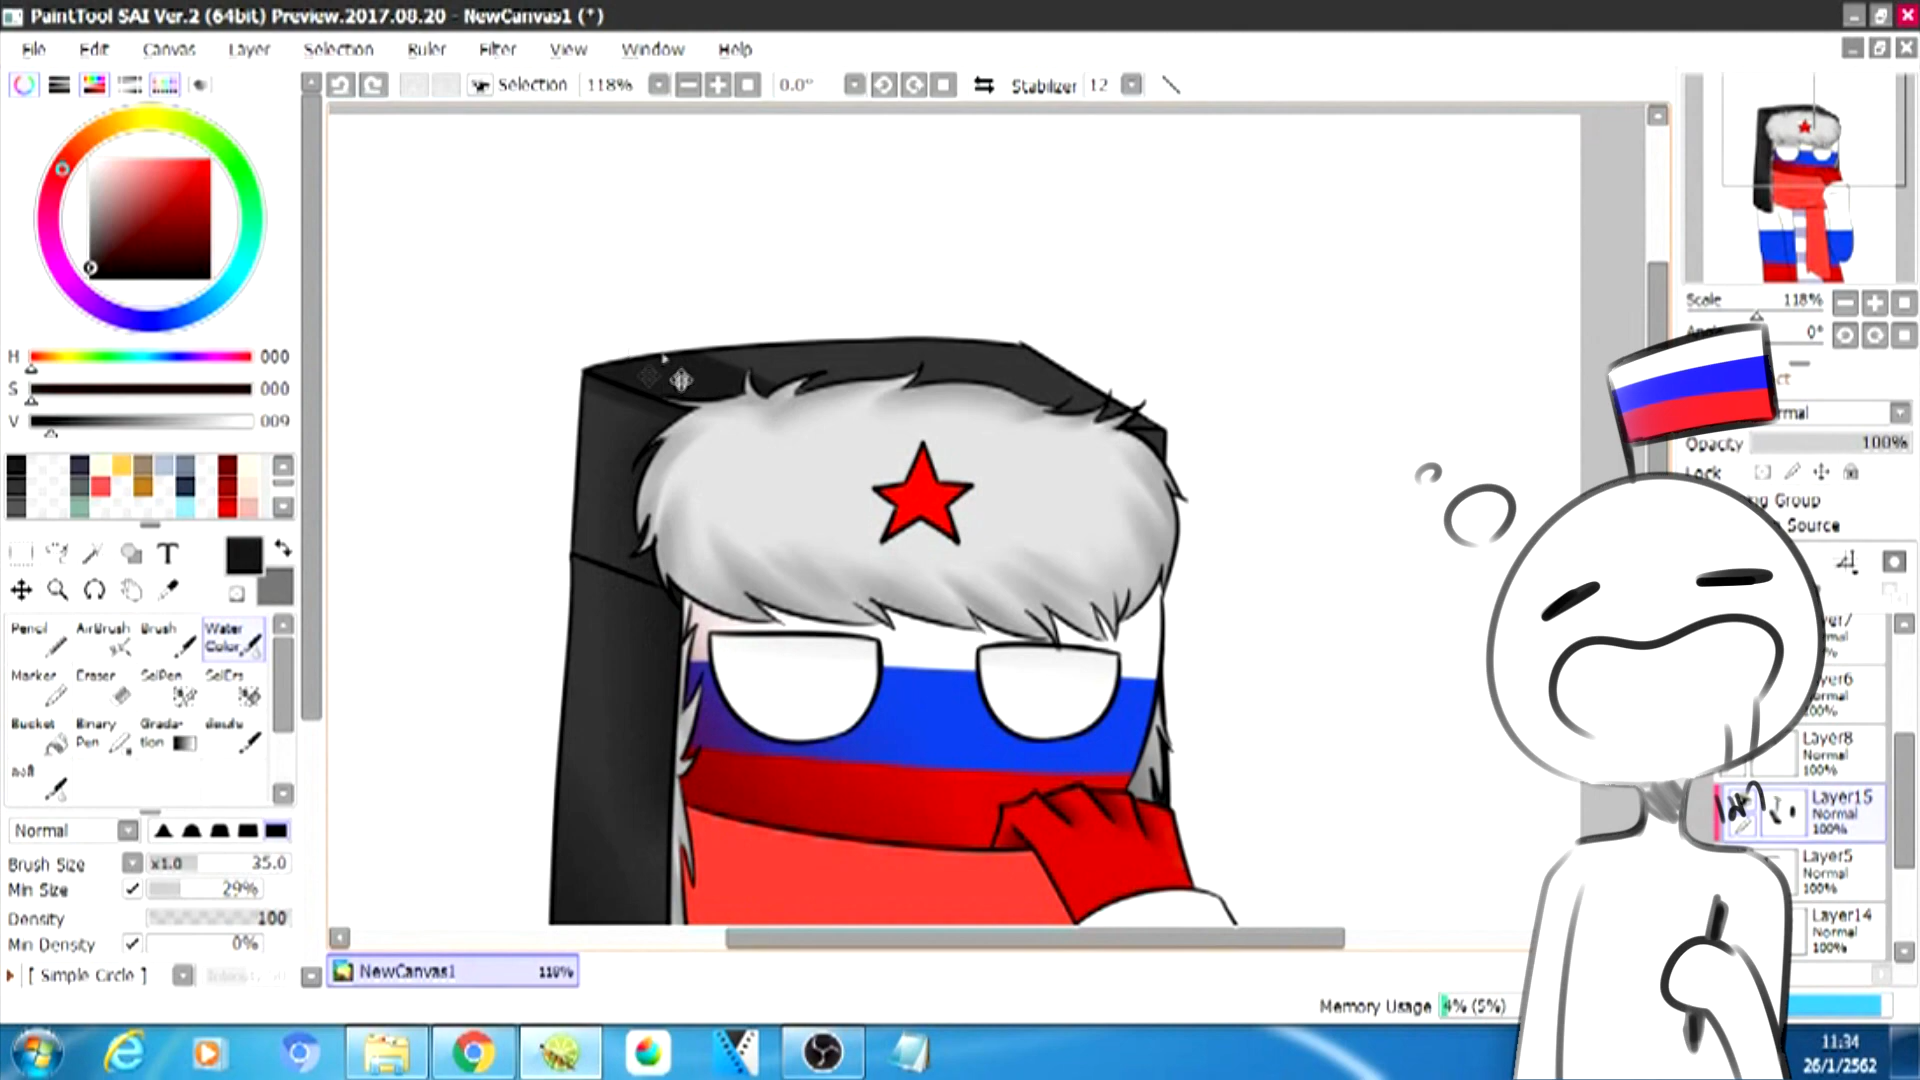 PaintTool SAI Ver.2 (64bit) Preview.2017.08.20 - NewCanvas1 (*)
File Edit Canvas Layer Selection Ruler Filter View Window Help
Selection 118% 0.0° Stabilizer 12
H 000
S 000
V 009
T
Pencil AirBrush Brush Water Color
Marker Eraser SelPen SelErs
Bucket Binary Pen Grada-tion
Normal
Brush Size x1.0 35.0
Min Size 29%
Density 100
Min Density 0%
[ Simple Circle ]
NewCanvas1 118%
Memory Usage 4% (5%)
Scale 118%
0°
Opacity 100%
Lock
Group
Source
100%
Layer8
Normal
100%
Layer15
Normal
100%
Layer5
Normal
100%
Layer14
Normal
100%
11:34
26/1/2562